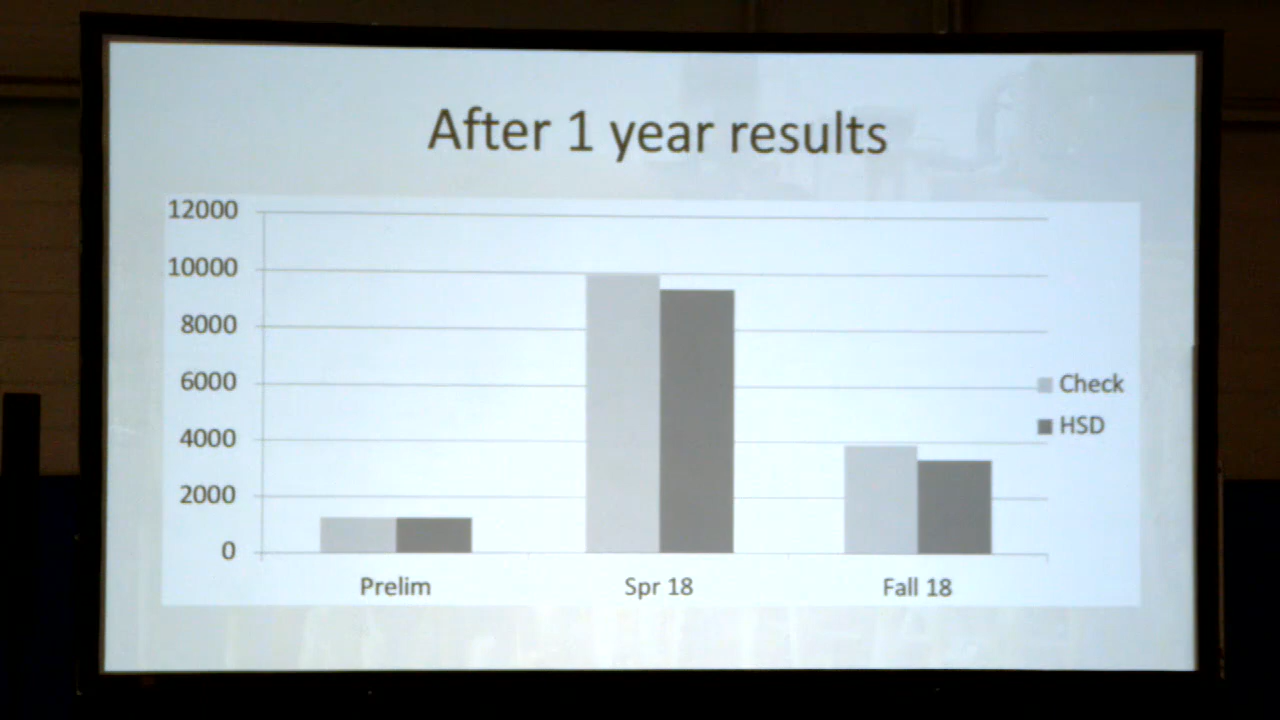 After 1 year results
12000
10000
8000
6000
4000
2000
0
Prelim
Spr 18
Fall 18
Check
HSD